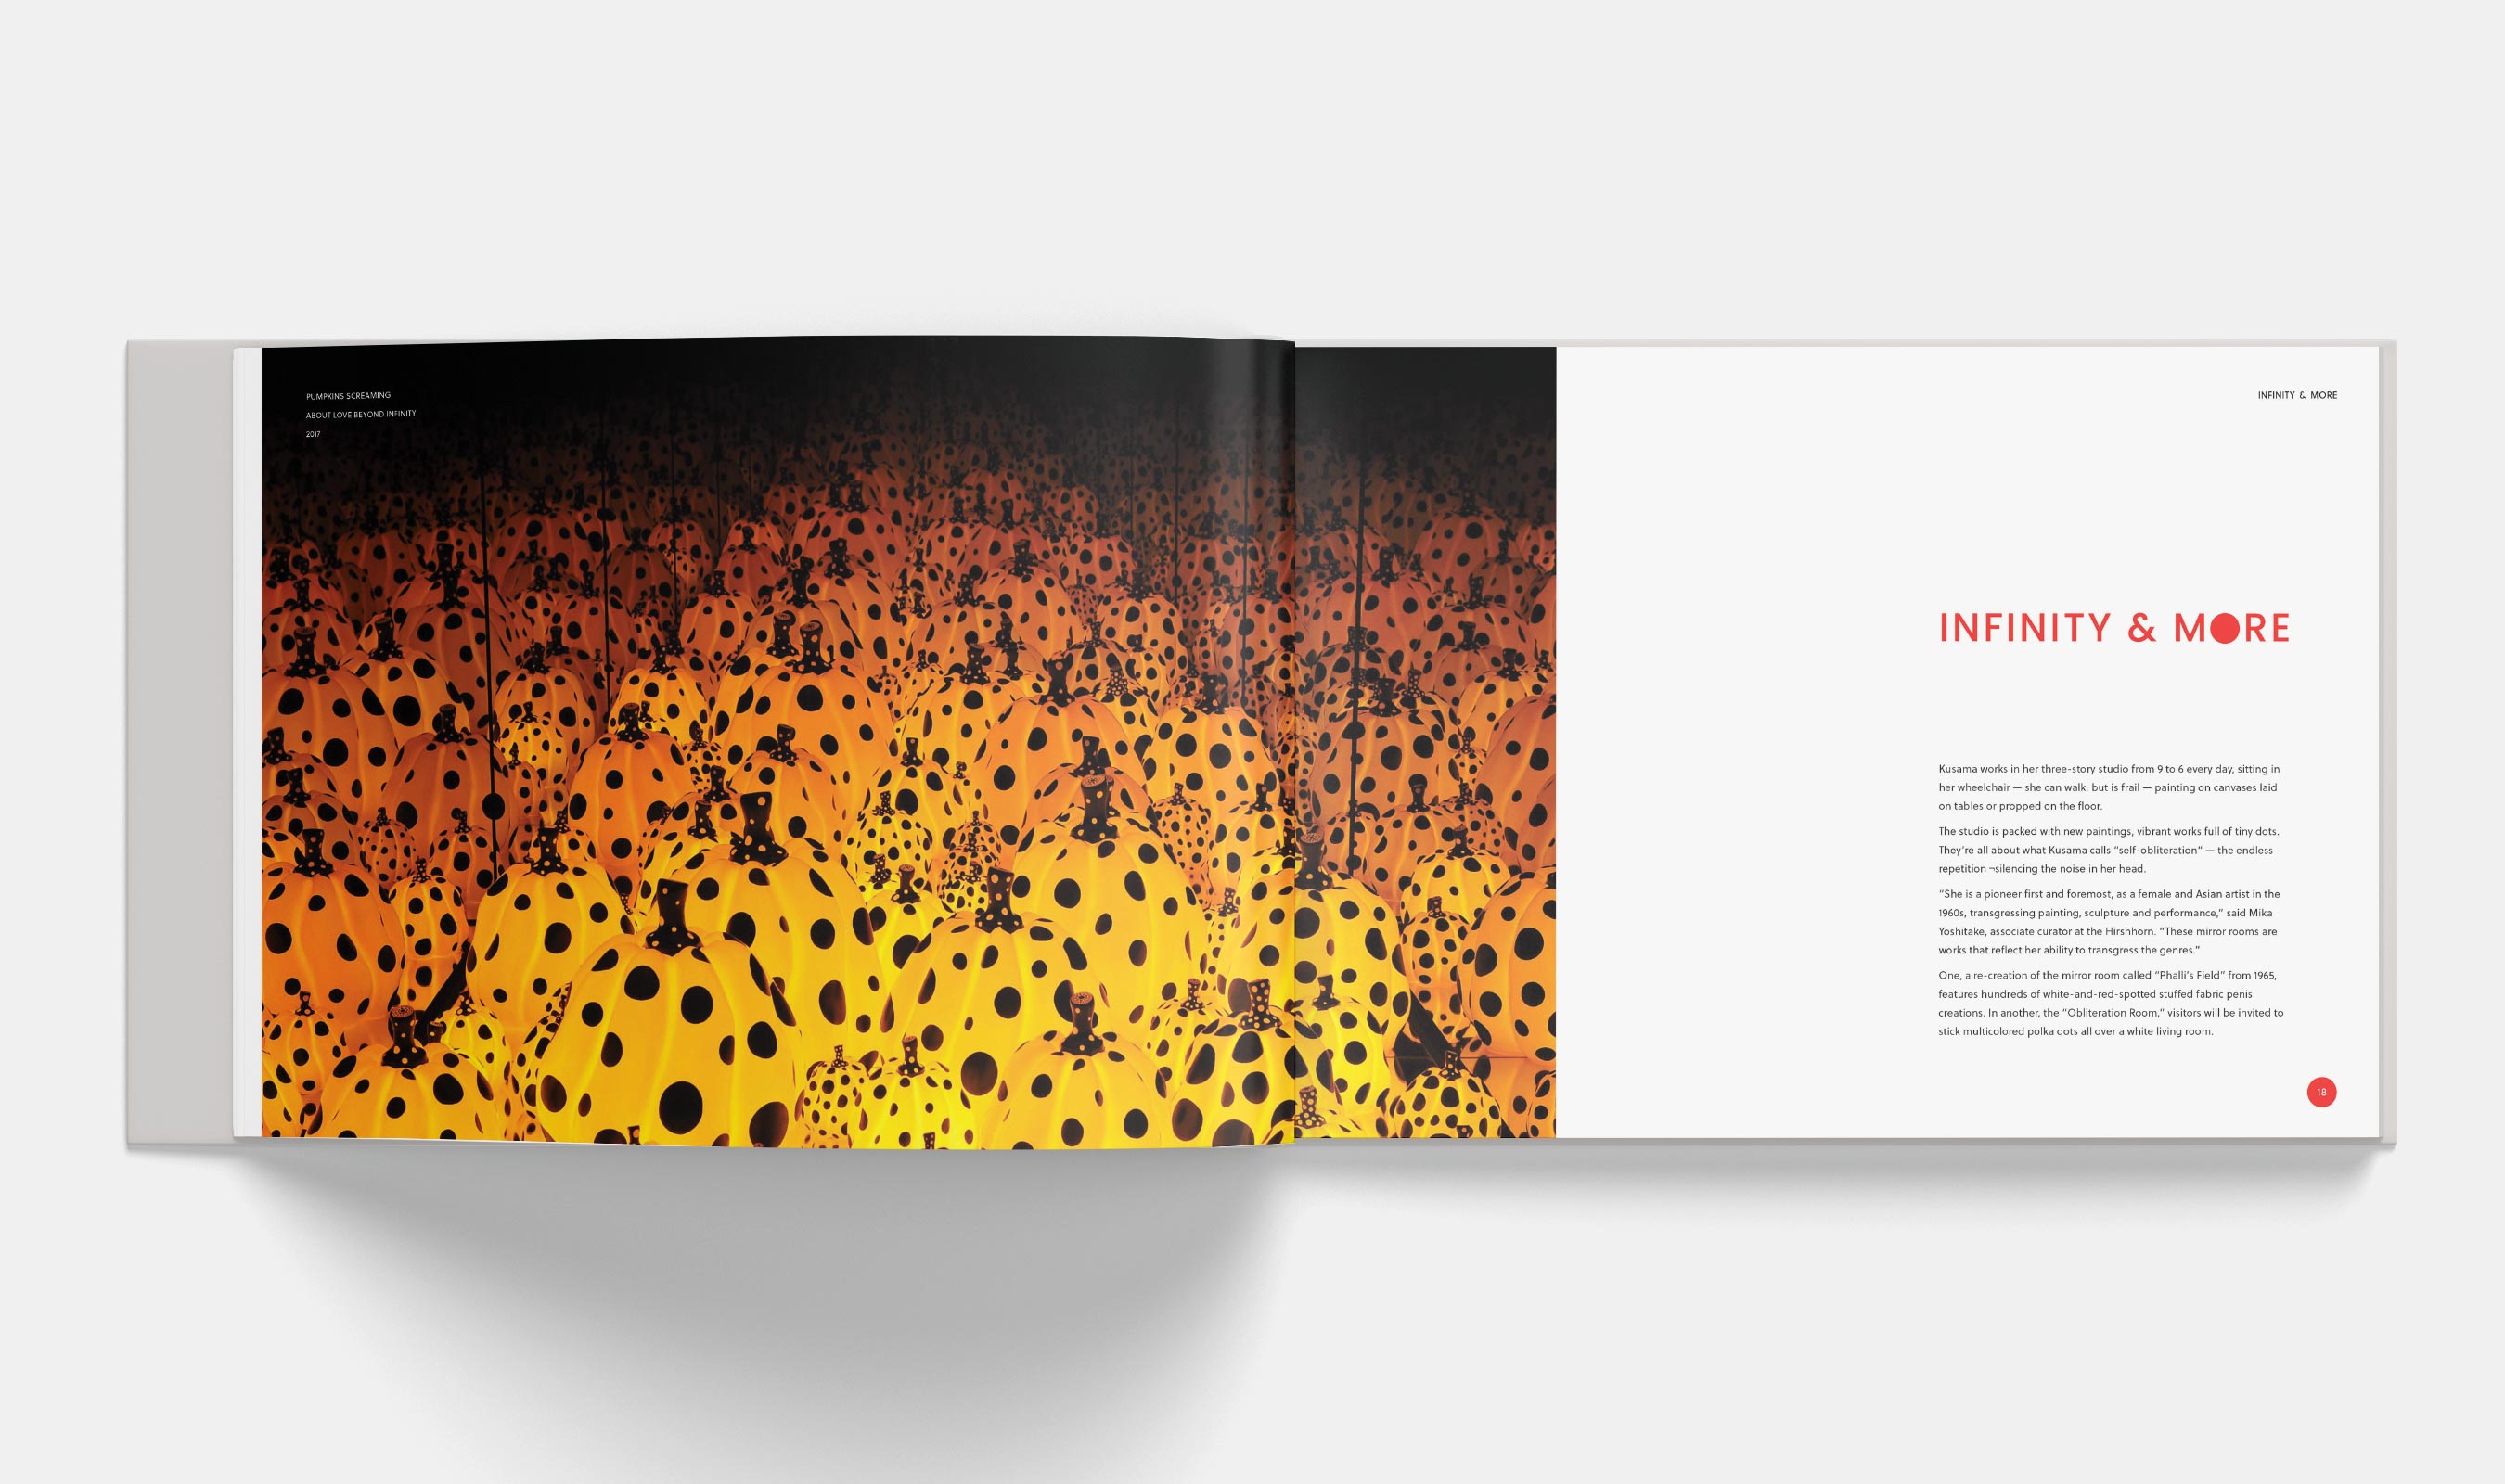 PUMPKINS SCREAMING
ABOUT LOVE BEYOND INFINITY
2017
INFINITY & MORE
INFINITY & MORE
Kusama works in her three-story studio from 9 to 6 every day, sitting in
her wheelchair — she can walk, but is frail — painting on canvases laid
on tables or propped on the floor.
The studio is packed with new paintings, vibrant works full of tiny dots.
They’re all about what Kusama calls “self-obliteration” — the endless
repetition –silencing the noise in her head.
“She is a pioneer first and foremost, as a female and Asian artist in the
1960s, transgressing painting, sculpture and performance,” said Mika
Yoshitake, associate curator at the Hirshhorn. “These mirror rooms are
works that reflect her ability to transgress the genres.”
One, a re-creation of the mirror room called “Phalli’s Field” from 1965,
features hundreds of white-and-red-spotted stuffed fabric penis
creations. In another, the “Obliteration Room,” visitors will be invited to
stick multicolored polka dots all over a white living room.
18